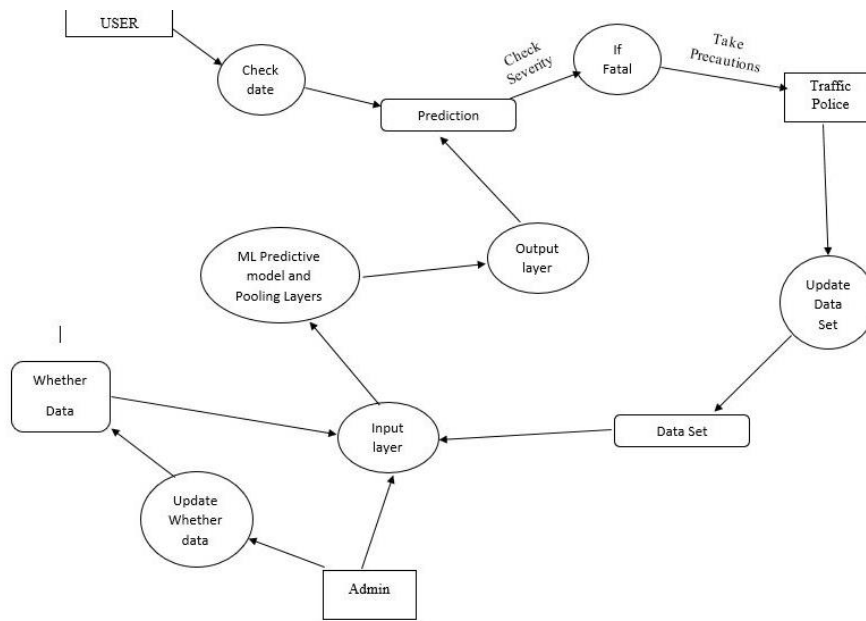 USER
Check
date
Prediction
Check
Severity
If
Fatal
Take
Precautions
Traffic
Police
ML Predictive
model and
Pooling Layers
Output
layer
Update
Data
Set
Whether
Data
Input
layer
Data Set
Update
Whether
data
Admin